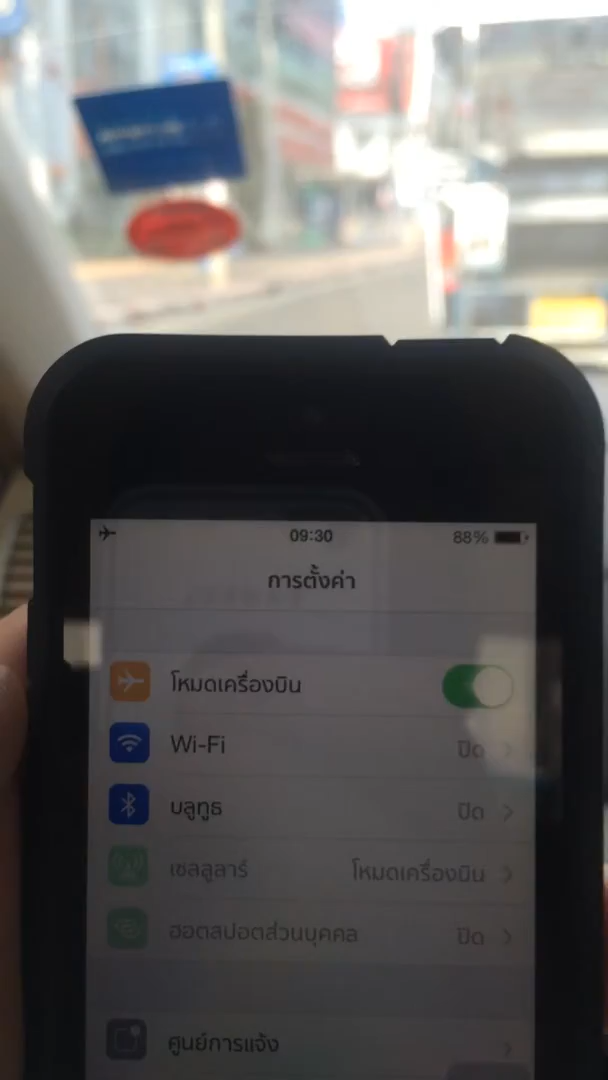 09:30
88%
การตั้งค่า
โหมดเครื่องบิน
Wi-Fi
ปิด
บลูทูธ
ปิด
เซลลูลาร์
โหมดเครื่องบิน
ฮอตสปอตส่วนบุคคล
ปิด
ศูนย์การแจ้ง